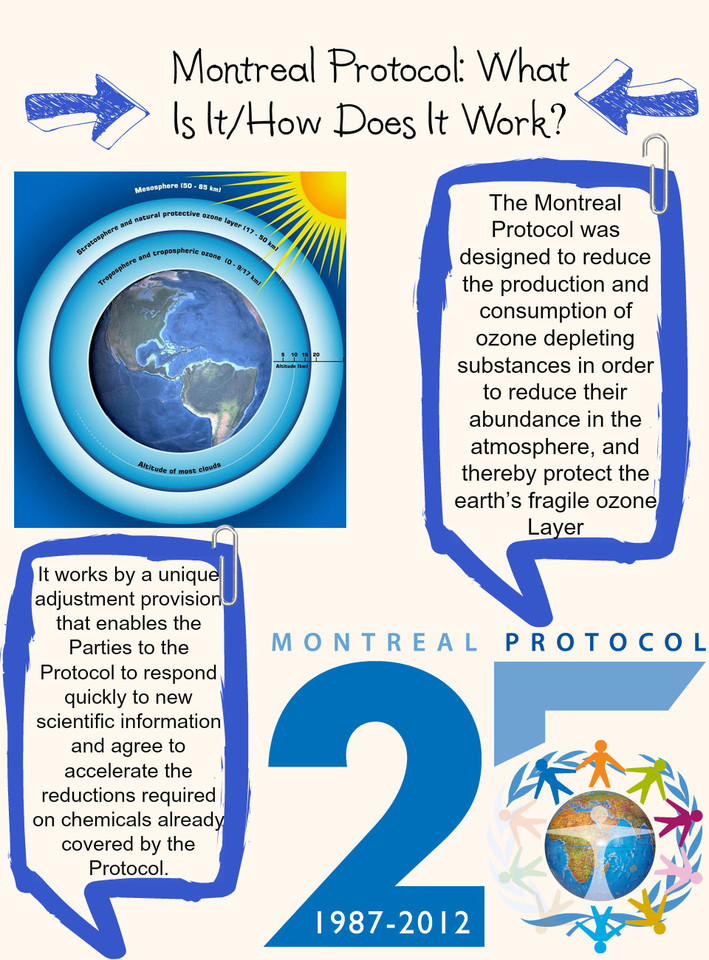 Montreal Protocol: What
Is It/How Does It Work?
Mesosphere (50 - 85 km)
Stratosphere and natural protective ozone layer (17 - 50 km)
Troposphere and tropospheric ozone (0 - 9/17 km)
5 10 15 20
Altitude (km)
Altitude of most clouds
The Montreal
Protocol was
designed to reduce
the production and
consumption of
ozone depleting
substances in order
to reduce their
abundance in the
atmosphere, and
thereby protect the
earth's fragile ozone
Layer
It works by a unique
adjustment provision
that enables the
Parties to the
Protocol to respond
quickly to new
scientific information
and agree to
accelerate the
reductions required
on chemicals already
covered by the
Protocol.
MONTREAL PROTOCOL
25
1987-2012